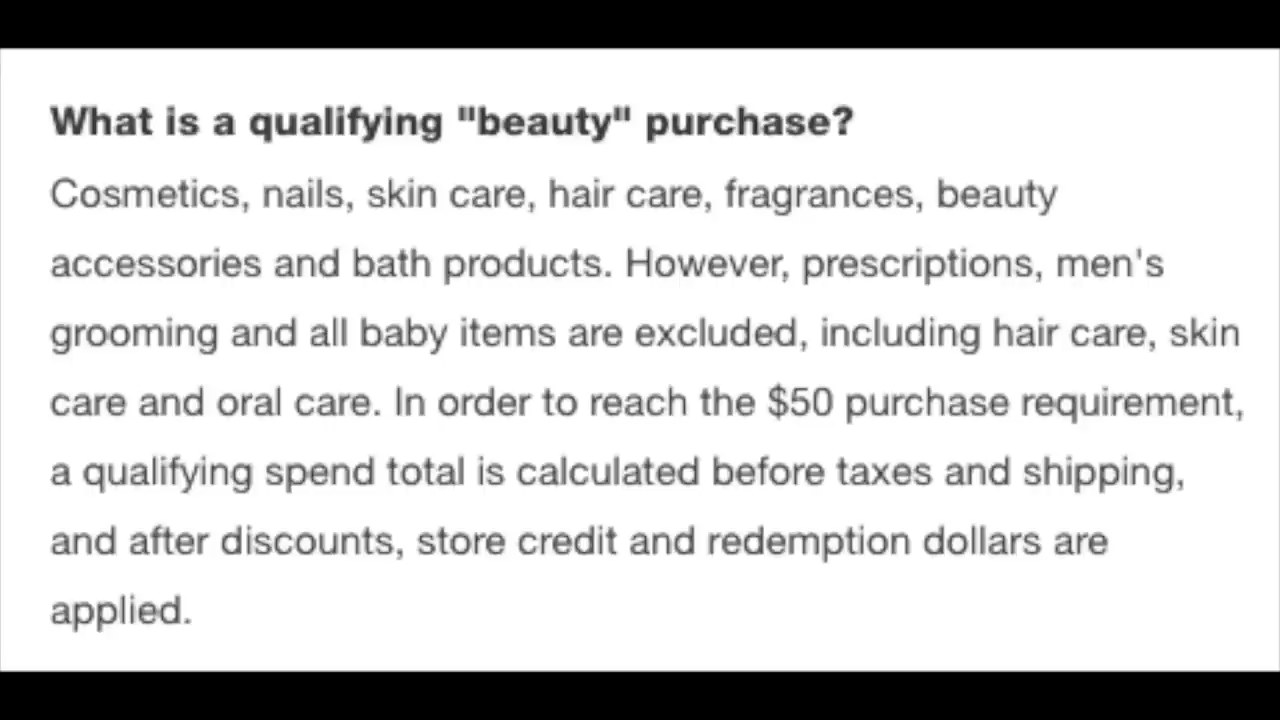 What is a qualifying "beauty" purchase?
Cosmetics, nails, skin care, hair care, fragrances, beauty
accessories and bath products. However, prescriptions, men's
grooming and all baby items are excluded, including hair care, skin
care and oral care. In order to reach the $50 purchase requirement,
a qualifying spend total is calculated before taxes and shipping,
and after discounts, store credit and redemption dollars are
applied.